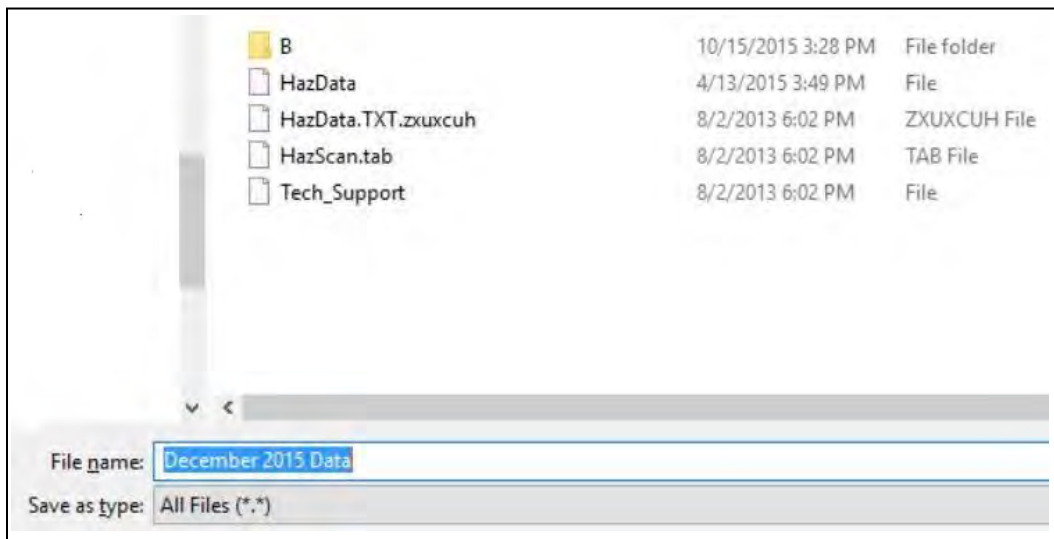 B 10/15/2015 3:28 PM File folder
HazData 4/13/2015 3:49 PM File
HazData.TXT.zxuxcuh 8/2/2013 6:02 PM ZXUXCUH File
HazScan.tab 8/2/2013 6:02 PM TAB File
Tech_Support 8/2/2013 6:02 PM File
File name: December 2015 Data
Save as type: All Files (*.*)